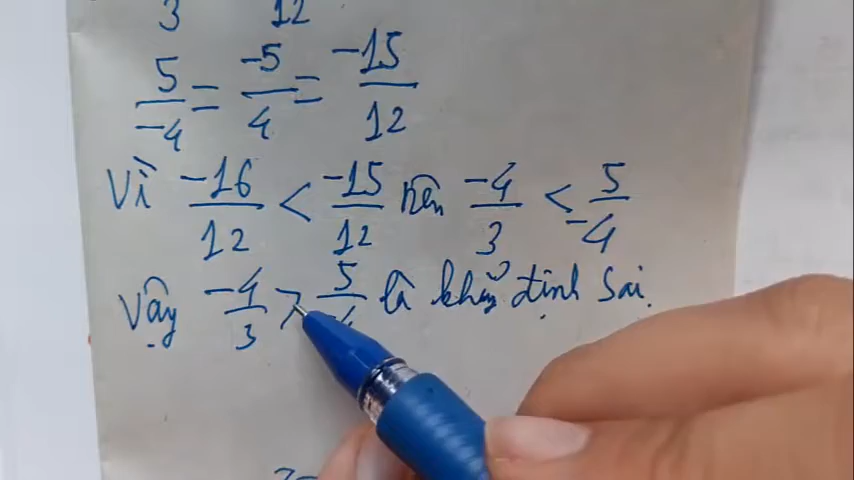 3 12
5/-4 = -5/4 = -15/12
Vì -16/12 < -15/12 nên -4/3 < 5/-4
Vậy -4/3 > 5/-4 là khẳng định sai.